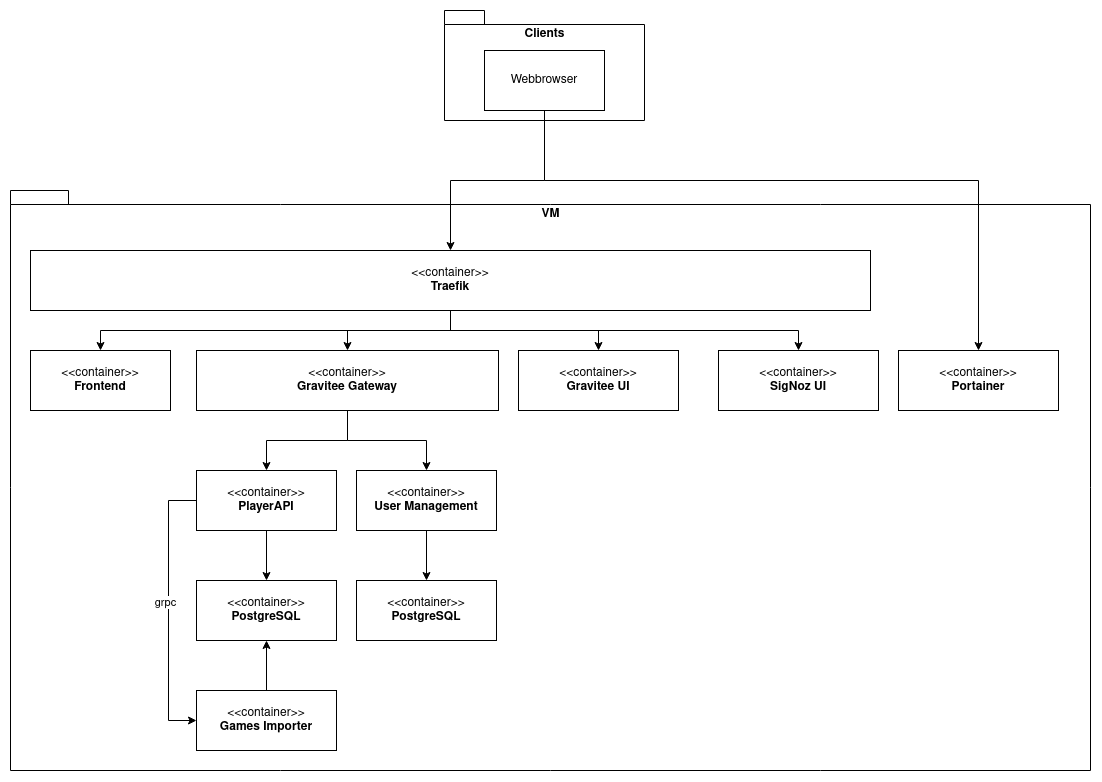 Clients
Webbrowser
VM
<<container>>
Traefik
<<container>>
Frontend
<<container>>
Gravitee Gateway
<<container>>
Gravitee UI
<<container>>
SigNoz UI
<<container>>
Portainer
<<container>>
PlayerAPI
<<container>>
User Management
grpc
<<container>>
PostgreSQL
<<container>>
PostgreSQL
<<container>>
Games Importer